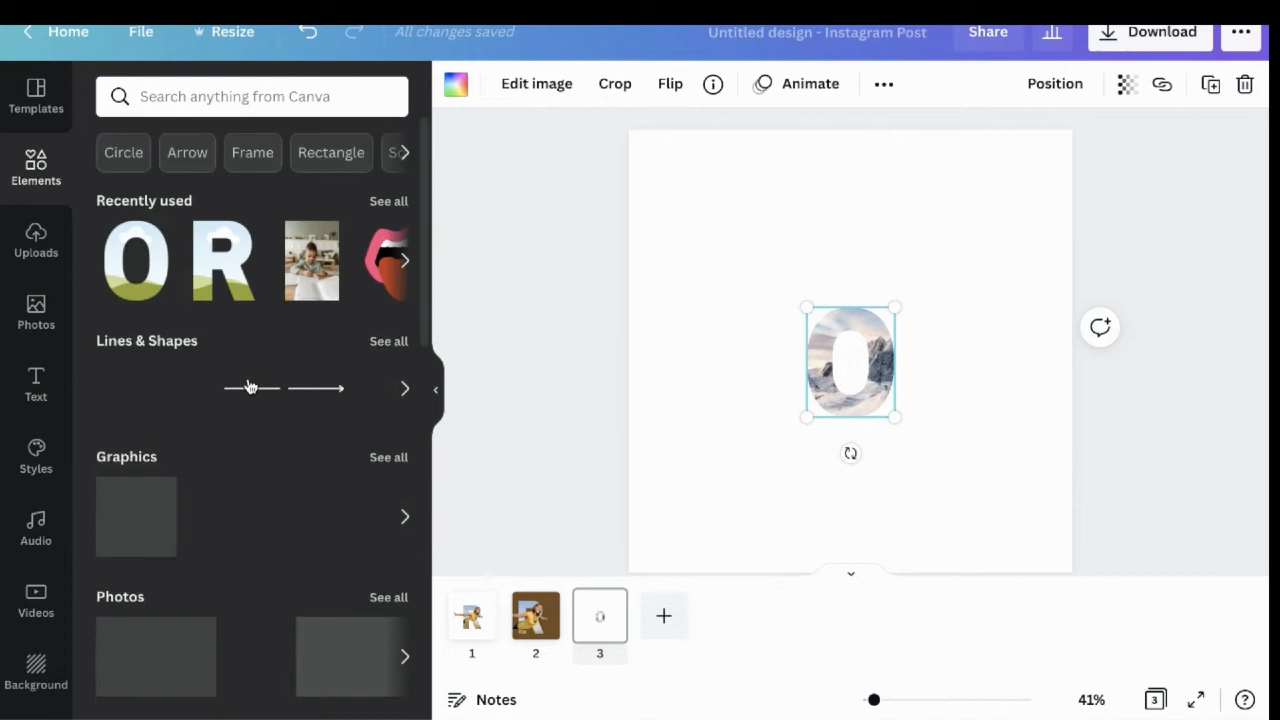 Home File Resize All changes saved Untitled design - Instagram Post Share Download
Templates
Elements
Uploads
Photos
Text
Styles
Audio
Videos
Background
Search anything from Canva
Circle Arrow Frame Rectangle
Recently used See all
O R
Lines & Shapes See all
Graphics See all
Photos See all
Edit image Crop Flip Animate Position
O
R R O
1 2 3
Notes 41% 3 ?